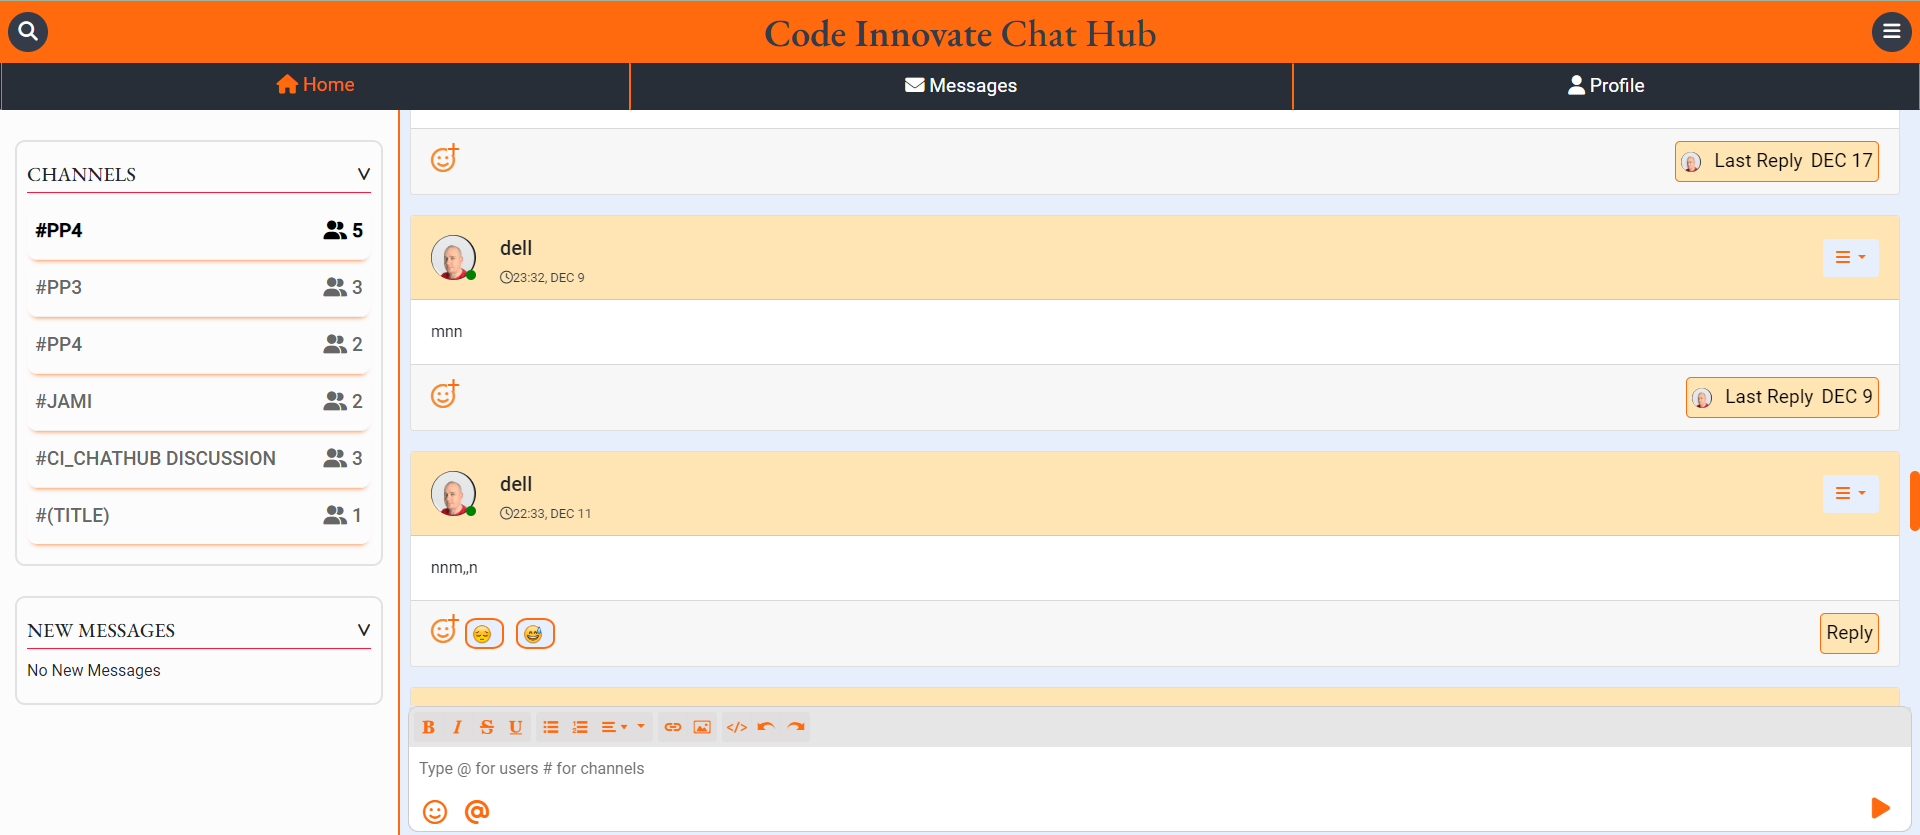 Code Innovate Chat Hub
Home
Messages
Profile
CHANNELS
#PP4 5
#PP3 3
#PP4 2
#JAMI 2
#CI_CHATHUB DISCUSSION 3
#(TITLE) 1
NEW MESSAGES
No New Messages
Last Reply DEC 17
dell
23:32, DEC 9
mnn
Last Reply DEC 9
dell
22:33, DEC 11
nnm,,n
Reply
B I S U
Type @ for users # for channels
@